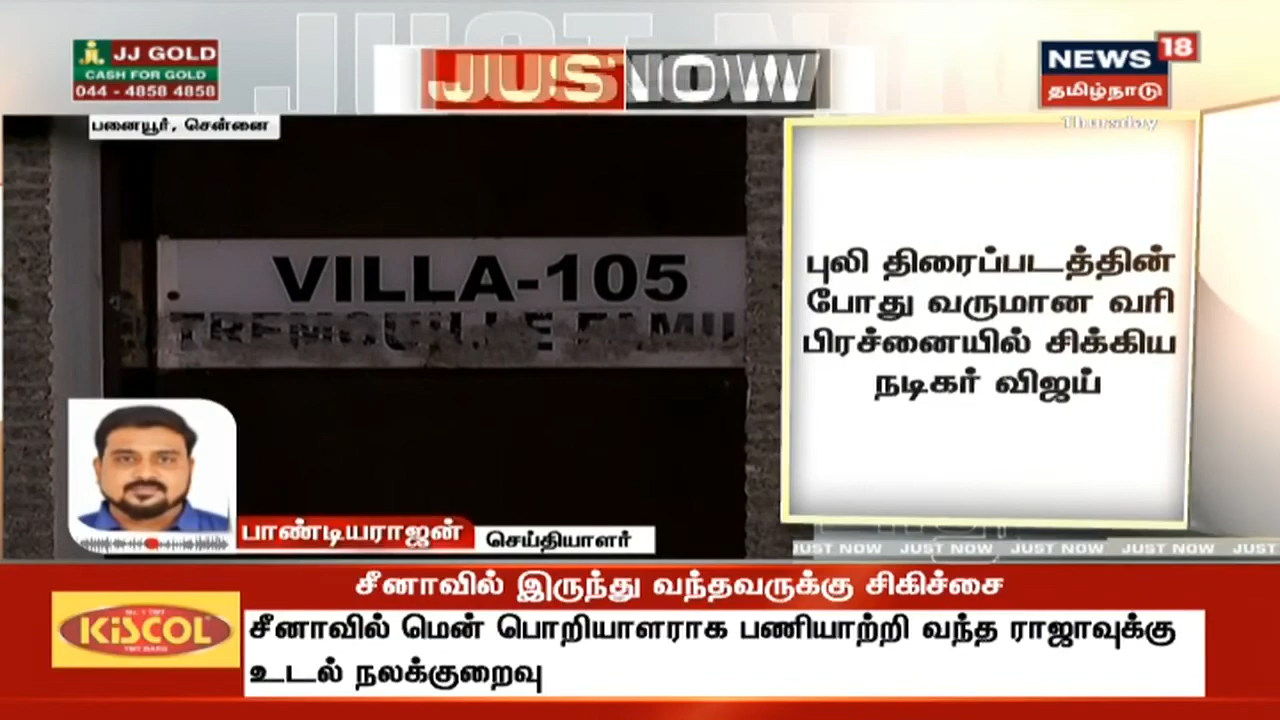 JJ GOLD
CASH FOR GOLD
044 - 4858 4858
NEWS 18
தமிழ்நாடு
Thursday
பனையூர், சென்னை
VILLA-105
புலி திரைப்படத்தின்
போது வருமான வரி
பிரச்னையில் சிக்கிய
நடிகர் விஜய்
பாண்டியராஜன்
செய்தியாளர்
JUST NOW JUST NOW JUST NOW JUST NOW JUST
சீனாவில் இருந்து வந்தவருக்கு சிகிச்சை
KiSCOL
சீனாவில் மென் பொறியாளராக பணியாற்றி வந்த ராஜாவுக்கு
உடல் நலக்குறைவு